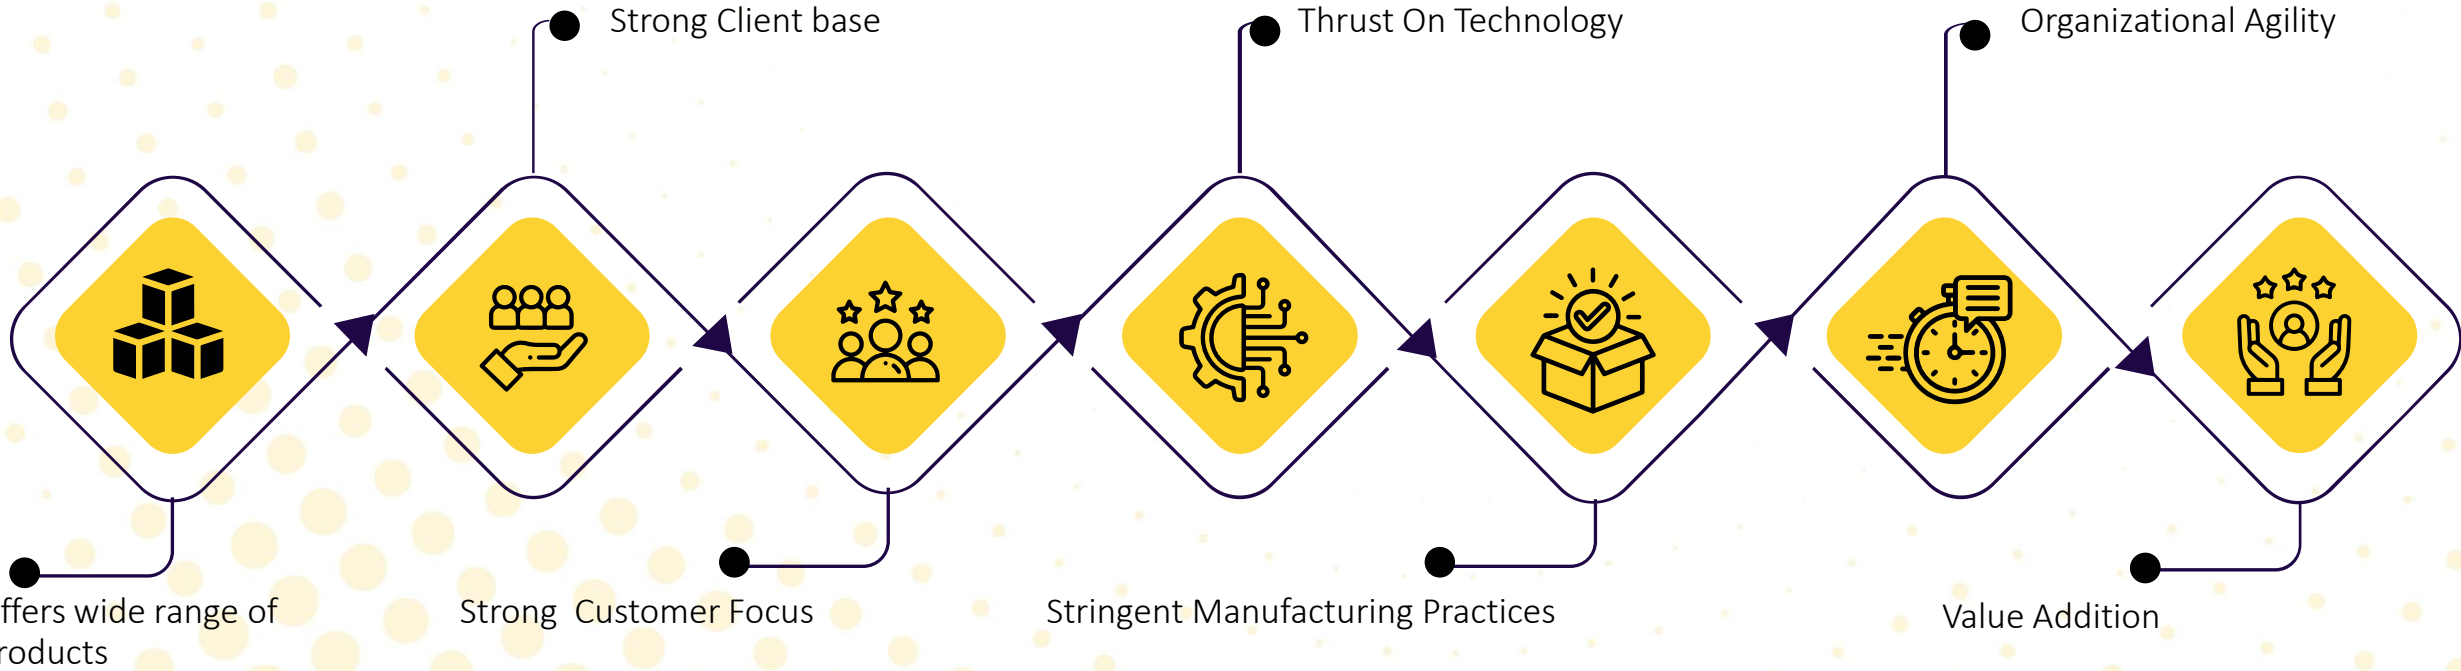 Strong Client base
Thrust On Technology
Organizational Agility
ffers wide range of
roducts
Strong Customer Focus
Stringent Manufacturing Practices
Value Addition